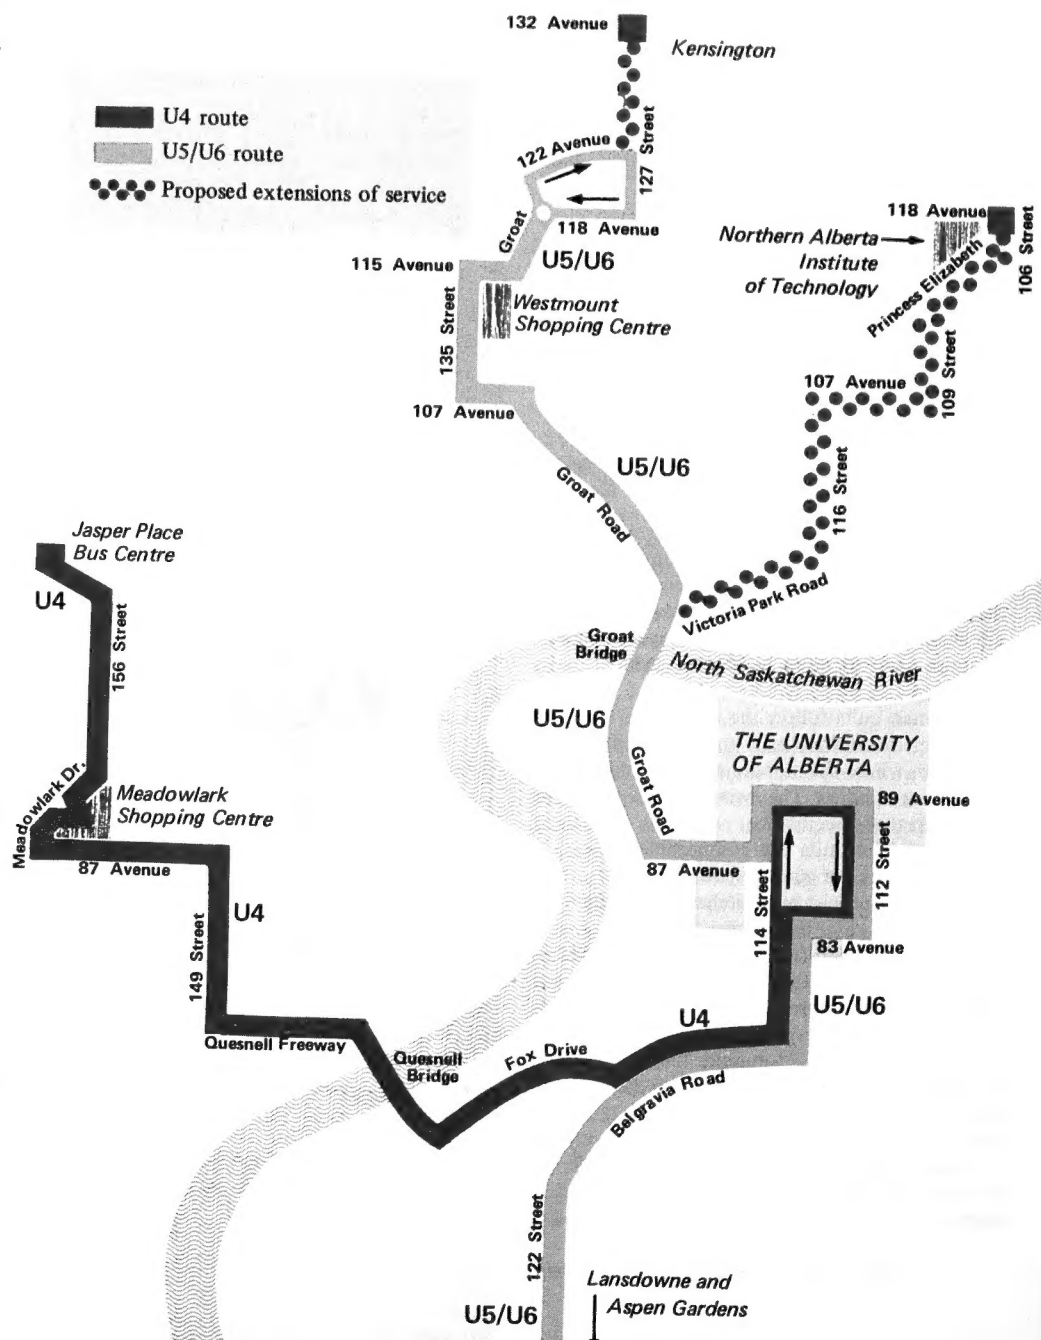 132 Avenue
Kensington
U4 route
U5/U6 route
Proposed extensions of service
122 Avenue
127 Street
118 Avenue
Groat
U5/U6
115 Avenue
135 Street
Westmount
Shopping Centre
107 Avenue
118 Avenue
106 Street
Northern Alberta
Institute
of Technology
Princess Elizabeth
109 Street
107 Avenue
116 Street
Victoria Park Road
U5/U6
Groat Road
Jasper Place
Bus Centre
U4
156 Street
Groat
Bridge
North Saskatchewan River
U5/U6
Groat Road
THE UNIVERSITY
OF ALBERTA
89 Avenue
112 Street
87 Avenue
114 Street
83 Avenue
Meadowlark Dr.
Meadowlark
Shopping Centre
87 Avenue
U4
149 Street
Quesnell Freeway
Quesnell
Bridge
Fox Drive
U4
U5/U6
Belgravia Road
122 Street
Lansdowne and
Aspen Gardens
U5/U6